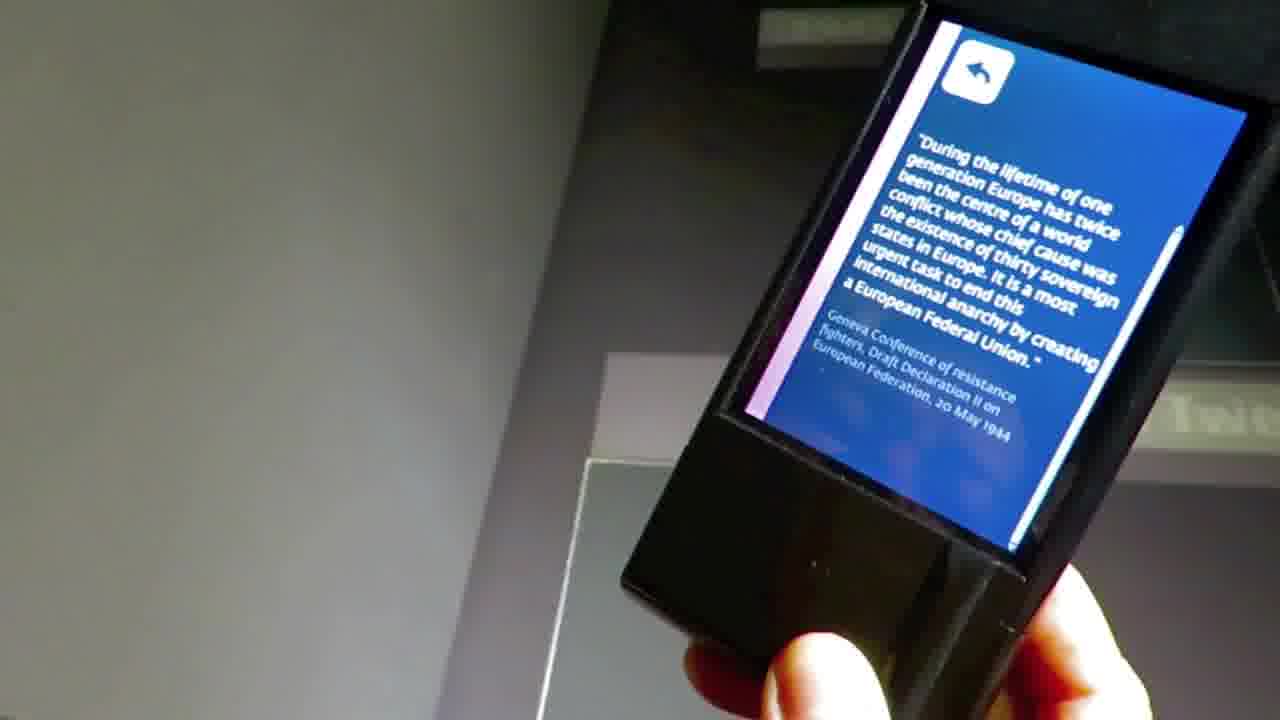 "During the lifetime of one
generation Europe has twice
been the centre of a world
conflict whose chief cause was
the existence of thirty sovereign
states in Europe. It is a most
urgent task to end this
international anarchy by creating
a European Federal Union."
Geneva Conference of resistance
fighters, Draft Declaration II on
European Federation, 20 May 1944